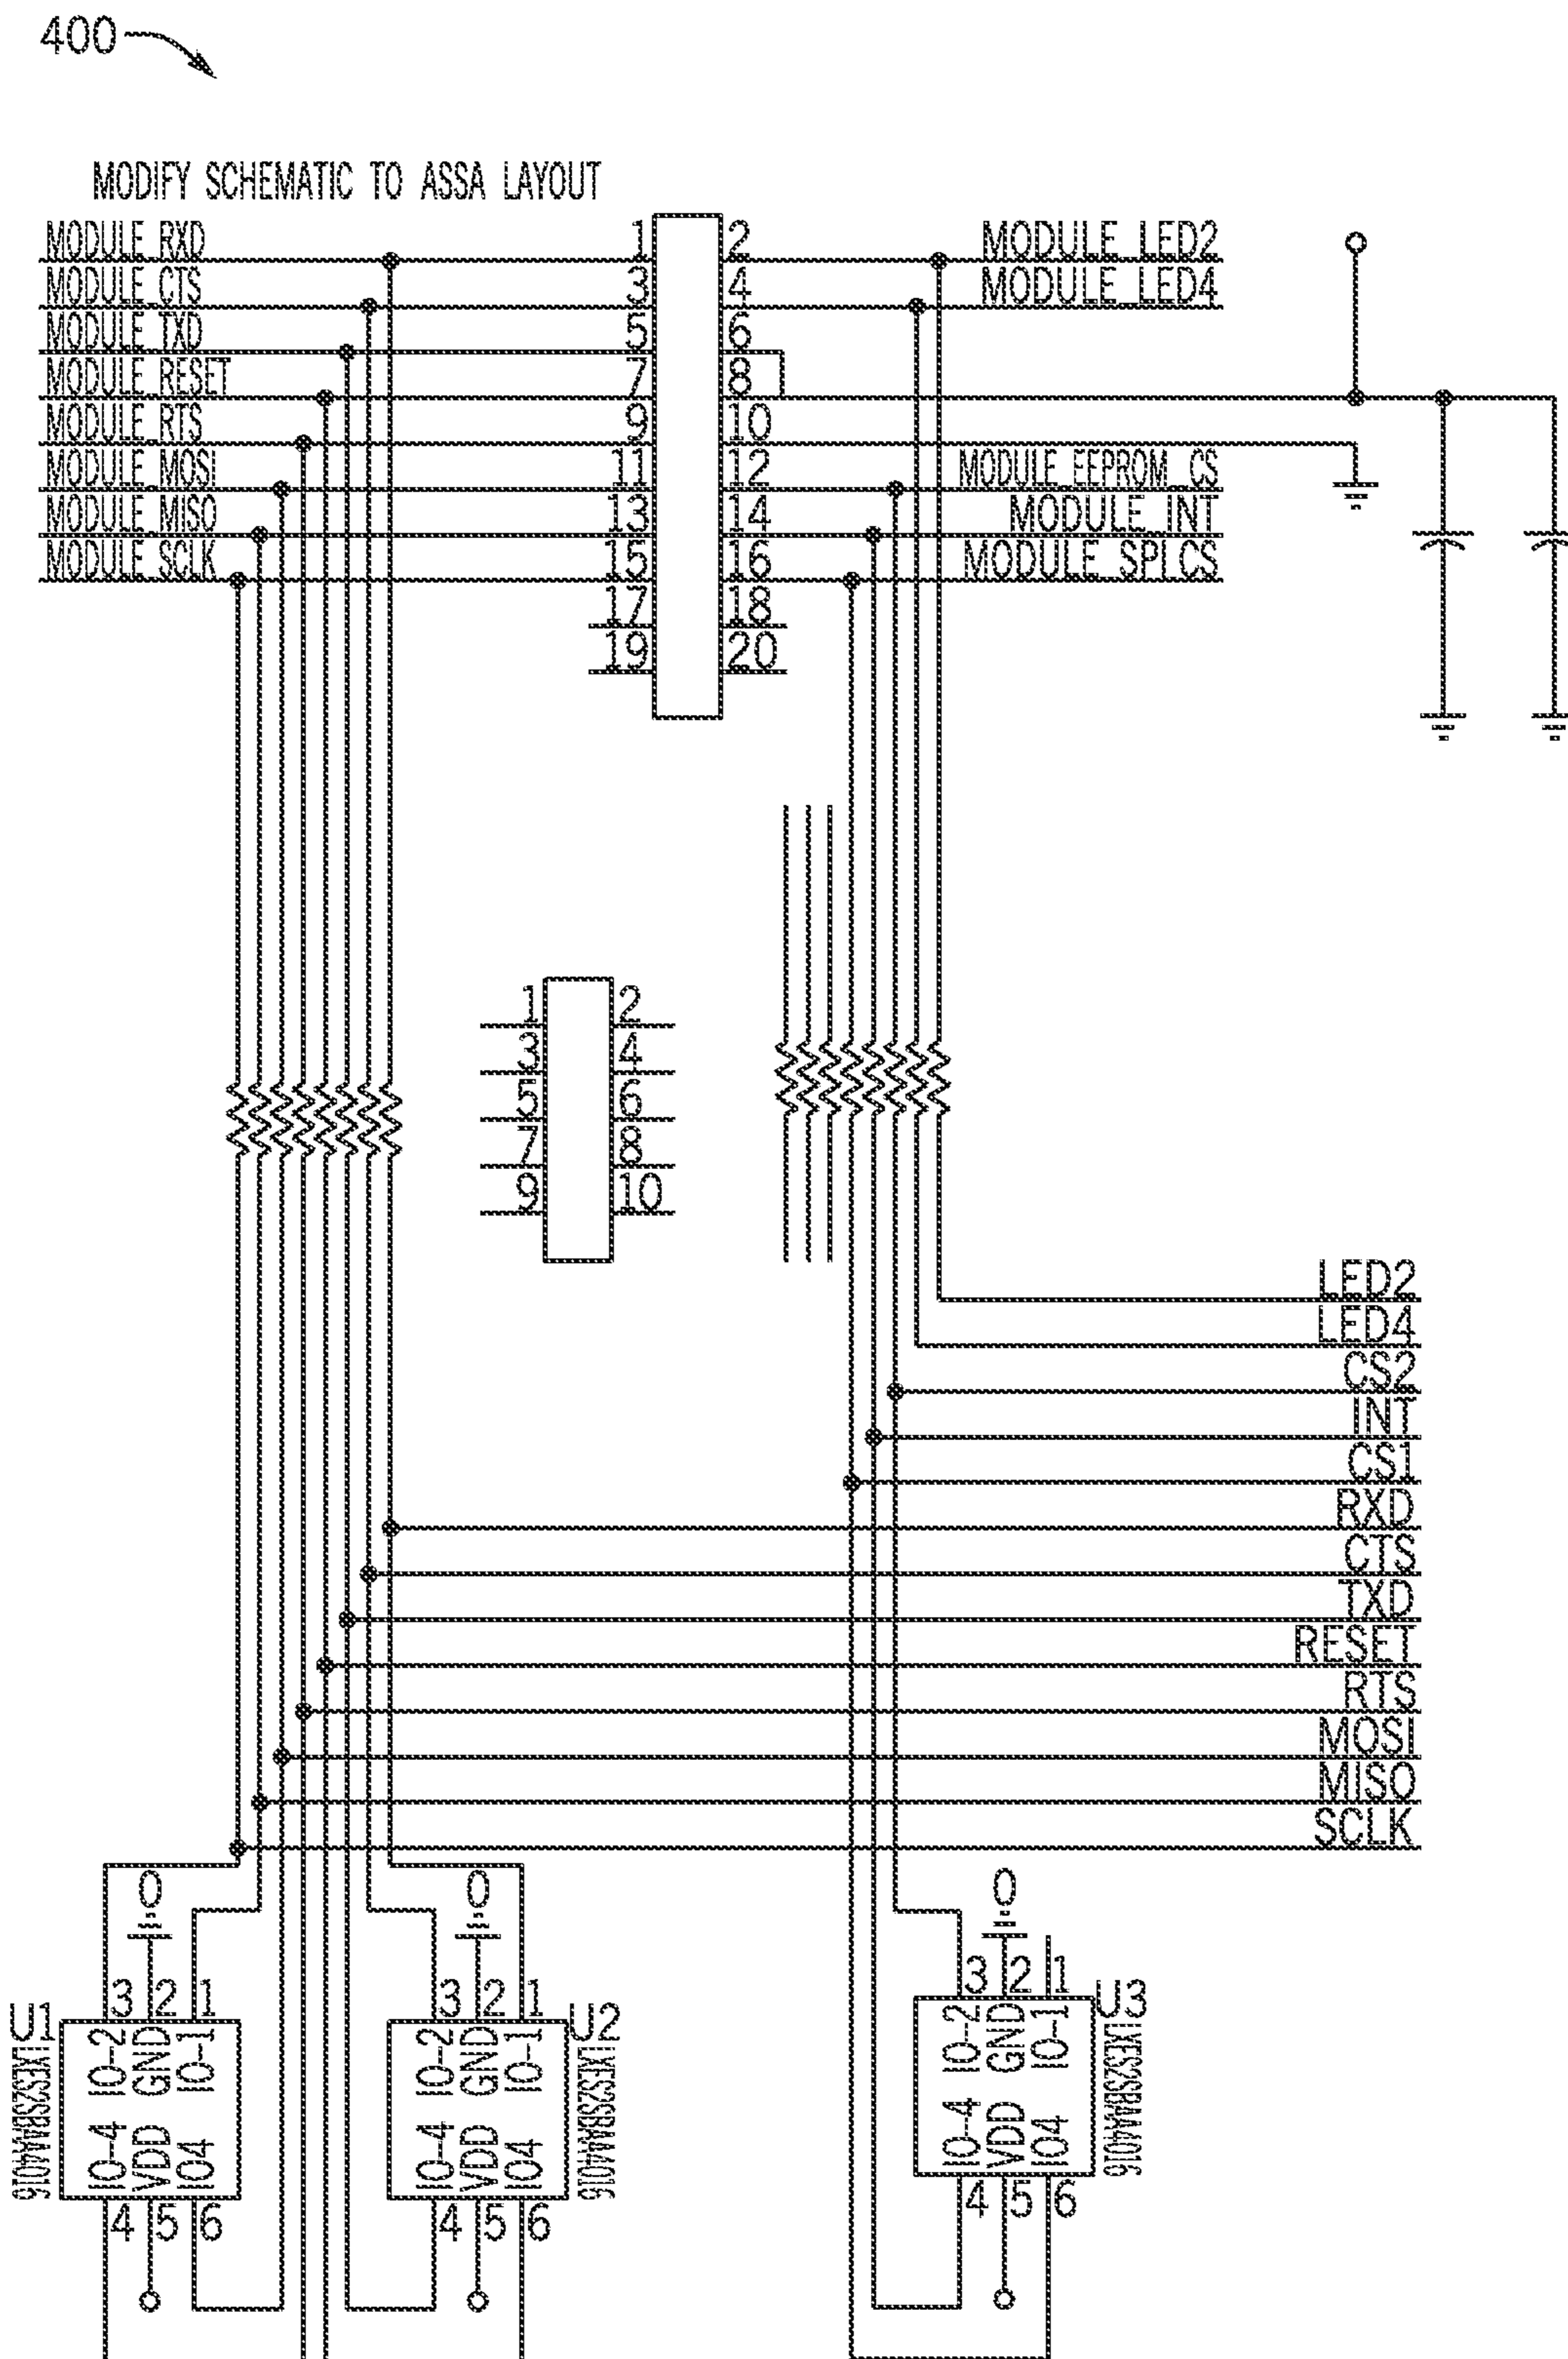 400
MODIFY SCHEMATIC TO ASSA LAYOUT
MODULE_RXD 1 2 MODULE_LED2
MODULE_CTS 3 4 MODULE_LED4
MODULE_TXD 5 6
MODULE_RESET 7 8
MODULE_RTS 9 10
MODULE_MOSI 11 12 MODULE_EEPROM_CS
MODULE_MISO 13 14 MODULE_INT
MODULE_SCLK 15 16 MODULE_SPLCS
17 18
19 20
1 2
3 4
5 6
7 8
9 10
LED2
LED4
CS2
INT
CS1
RXD
CTS
TXD
RESET
RTS
MOSI
MISO
SCLK
0 0 0
3 2 1 3 2 1 3 2 1
U1 U2 U3
IO-2 GND IO-1 IO-2 GND IO-1 IO-2 GND IO-1
IO-4 VDD IO4 IO-4 VDD IO4 IO-4 VDD IO4
4 5 6 4 5 6 4 5 6